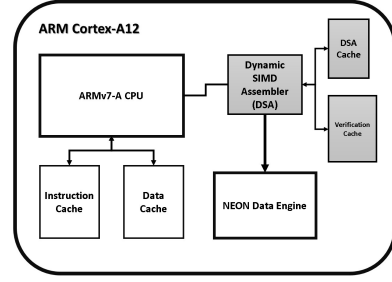 ARM Cortex-A12
ARMv7-A CPU
Dynamic
SIMD
Assembler
(DSA)
DSA
Cache
Verification
Cache
Instruction
Cache
Data
Cache
NEON Data Engine